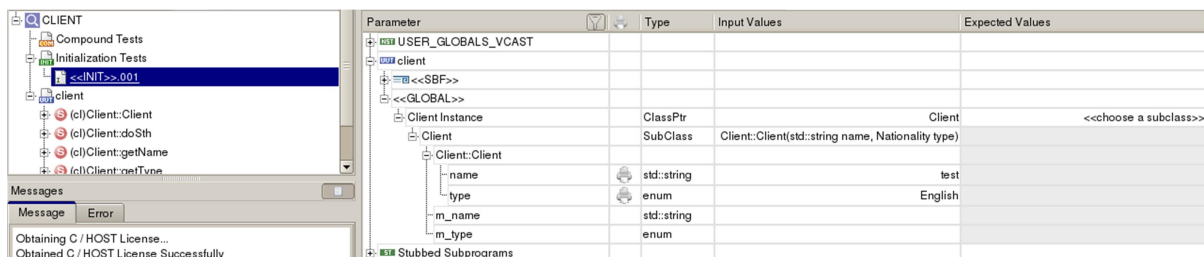 CLIENT
Compound Tests
Initialization Tests
<<INIT>>.001
client
(cl)Client::Client
(cl)Client::doSth
(cl)Client::getName
(cl)Client::getType
Messages
Message Error
Obtaining C / HOST License...
Obtained C / HOST License Successfully
Parameter Type Input Values Expected Values
USER_GLOBALS_VCAST
client
<<SBF>>
<<GLOBAL>>
Client Instance ClassPtr Client <<choose a subclass>>
Client SubClass Client::Client(std::string name, Nationality type)
Client::Client
name std::string test
type enum English
m_name std::string
m_type enum
Stubbed Subprograms